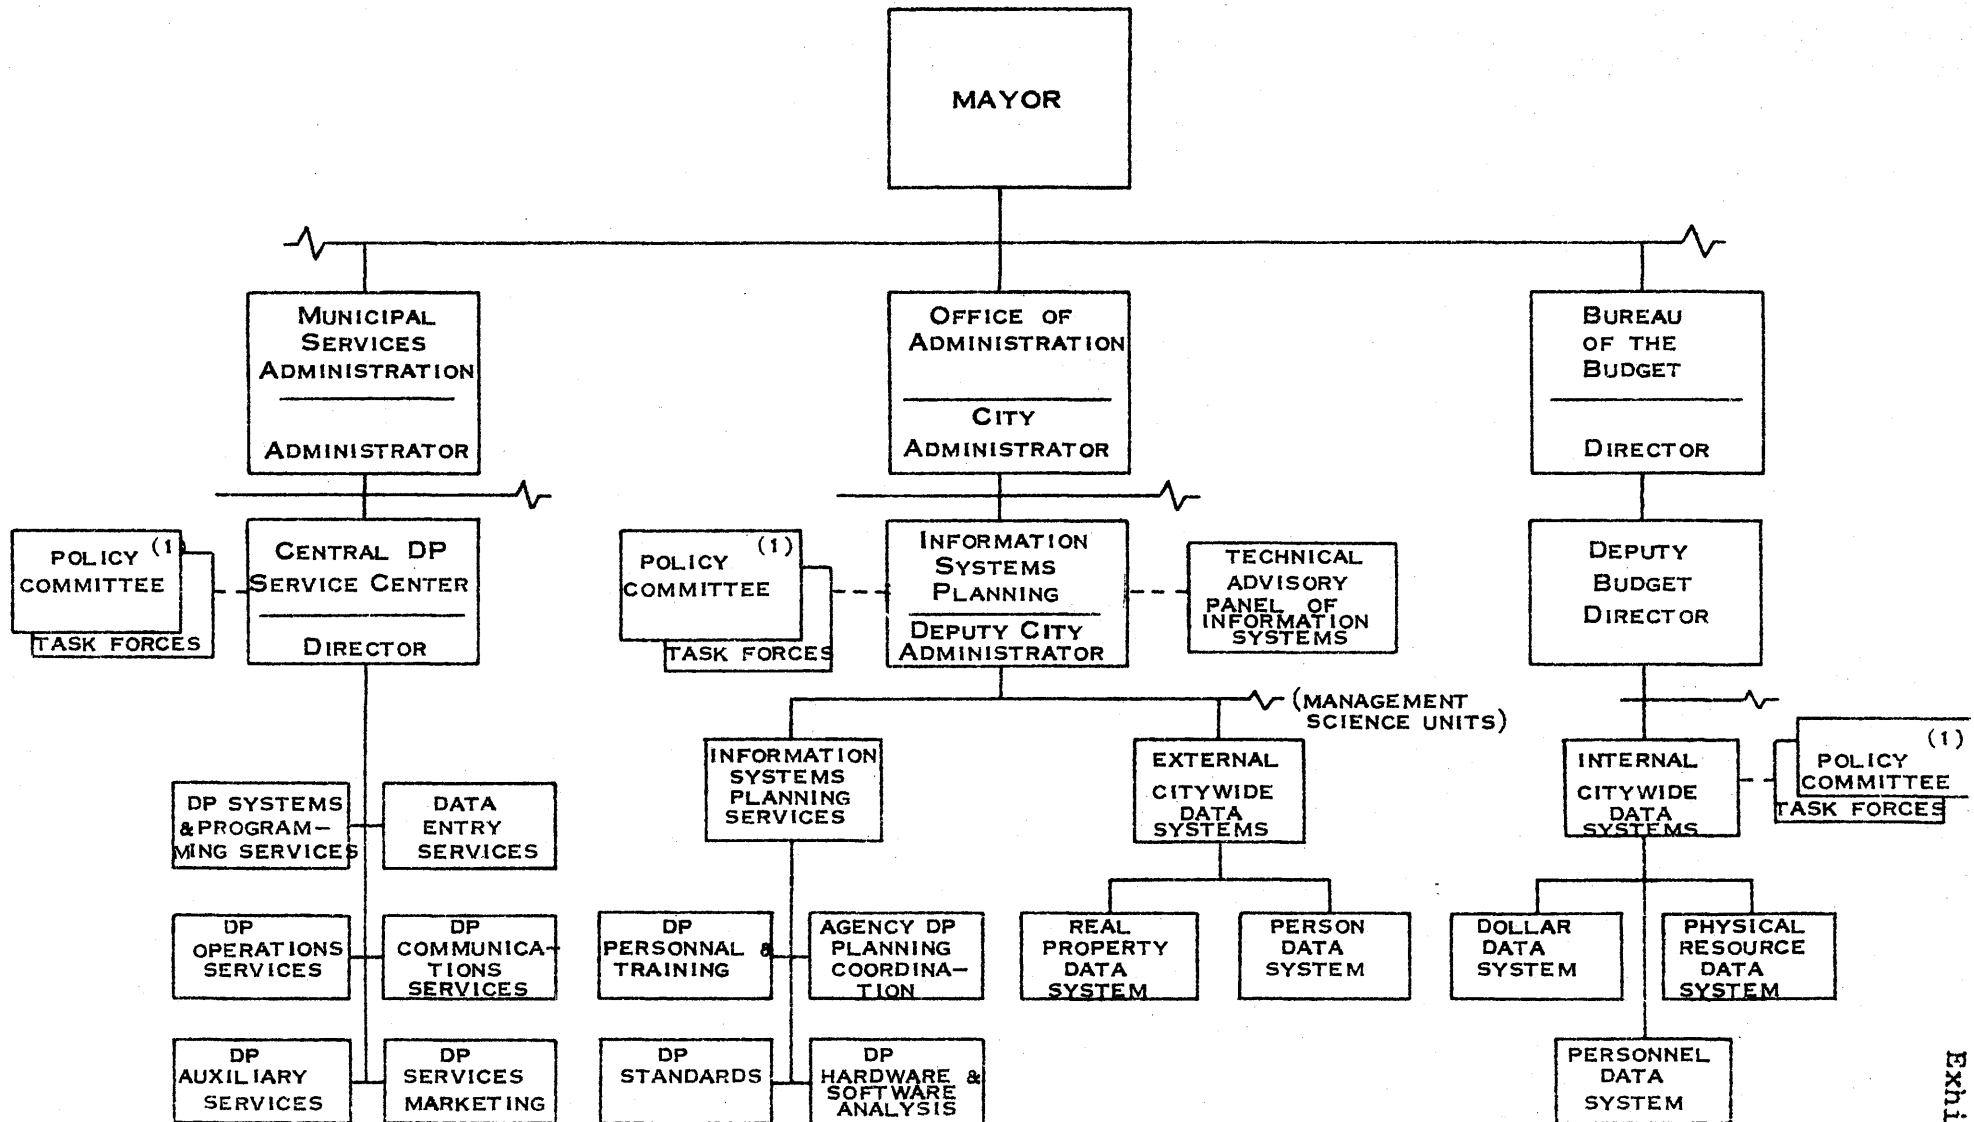 MAYOR
MUNICIPAL
SERVICES
ADMINISTRATION
ADMINISTRATOR
OFFICE OF
ADMINISTRATION
CITY
ADMINISTRATOR
BUREAU
OF THE
BUDGET
DIRECTOR
POLICY (1)
COMMITTEE
TASK FORCES
CENTRAL DP
SERVICE CENTER
DIRECTOR
POLICY (1)
COMMITTEE
TASK FORCES
INFORMATION
SYSTEMS
PLANNING
DEPUTY CITY
ADMINISTRATOR
TECHNICAL
ADVISORY
PANEL OF
INFORMATION
SYSTEMS
DEPUTY
BUDGET
DIRECTOR
(MANAGEMENT
SCIENCE UNITS)
INFORMATION
SYSTEMS
PLANNING
SERVICES
EXTERNAL
CITYWIDE
DATA
SYSTEMS
INTERNAL
CITYWIDE
DATA
SYSTEMS
(1)
POLICY
COMMITTEE
TASK FORCES
DP SYSTEMS
& PROGRAM-
MING SERVICES
DATA
ENTRY
SERVICES
DP
OPERATIONS
SERVICES
DP
COMMUNICA-
TIONS
SERVICES
DP
PERSONNAL &
TRAINING
AGENCY DP
PLANNING
COORDINA-
TION
REAL
PROPERTY
DATA
SYSTEM
PERSON
DATA
SYSTEM
DOLLAR
DATA
SYSTEM
PHYSICAL
RESOURCE
DATA
SYSTEM
DP
AUXILIARY
SERVICES
DP
SERVICES
MARKETING
DP
STANDARDS
DP
HARDWARE &
SOFTWARE
ANALYSIS
PERSONNEL
DATA
SYSTEM
Exhi